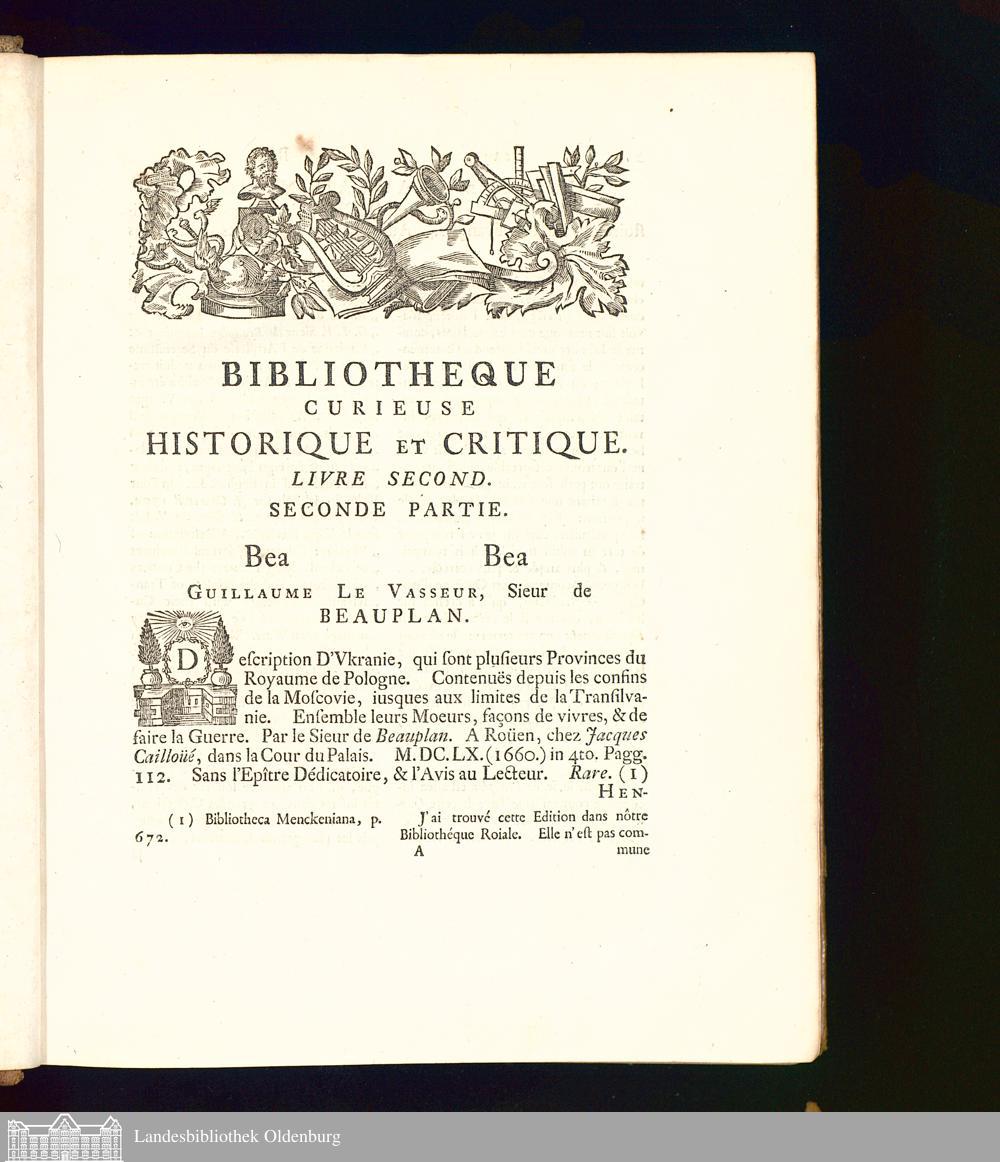 BIBLIOTHEQUE
CURIEUSE
HISTORIQUE ET CRITIQUE.
LIVRE SECOND.
SECONDE PARTIE.
Bea Bea
GUILLAUME LE VASSEUR, Sieur de
BEAUPLAN.
Deſcription D'Vkranie, qui ſont pluſieurs Provinces du
Royaume de Pologne. Contenuës depuis les confins
de la Moſcovie, iusques aux limites de la Tranſilva-
nie. Enſemble leurs Moeurs, façons de vivres, & de
faire la Guerre. Par le Sieur de Beauplan. A Roüen, chez Jacques
Cailloüé, dans la Cour du Palais. M. DC. LX. (1660.) in 4to. Pagg.
112. Sans l'Epître Dédicatoire, & l'Avis au Lecteur. Rare. (1)
HEN-
(1) Bibliotheca Menckeniana, p.
672.
J'ai trouvé cette Edition dans nôtre
Bibliothéque Roiale. Elle n'eſt pas com-
A mune
Landesbibliothek Oldenburg